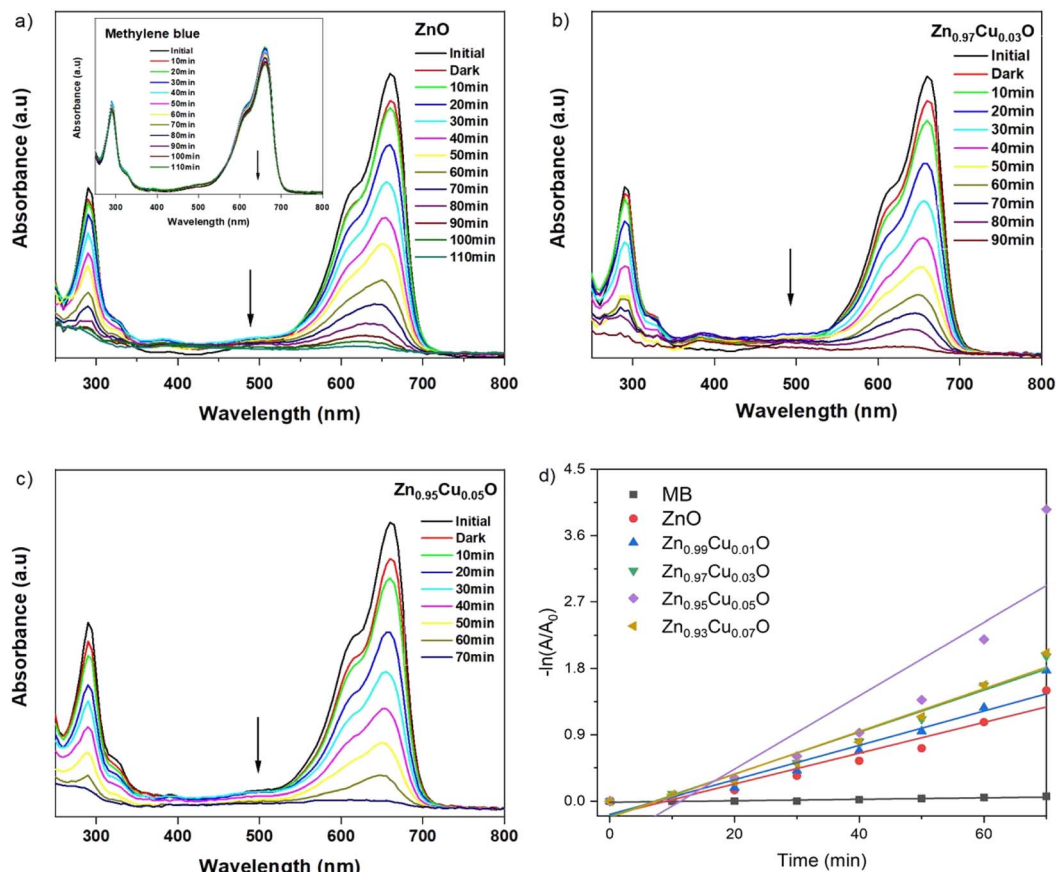 a)
ZnO
Methylene blue
Initial
10min
20min
30min
40min
50min
60min
70min
80min
90min
100min
110min
Absorbance (a.u)
300 400 500 600 700 800
Wavelength (nm)
Initial
Dark
10min
20min
30min
40min
50min
60min
70min
80min
90min
100min
110min
Absorbance (a.u)
300 400 500 600 700 800
Wavelength (nm)
b)
Zn0.97Cu0.03O
Initial
Dark
10min
20min
30min
40min
50min
60min
70min
80min
90min
Absorbance (a.u)
300 400 500 600 700 800
Wavelength (nm)
c)
Zn0.95Cu0.05O
Initial
Dark
10min
20min
30min
40min
50min
60min
70min
Absorbance (a.u)
300 400 500 600 700 800
Wavelength (nm)
d)
MB
ZnO
Zn0.99Cu0.01O
Zn0.97Cu0.03O
Zn0.95Cu0.05O
Zn0.93Cu0.07O
-ln(A/A0)
4.5
3.6
2.7
1.8
0.9
0.0
0 20 40 60
Time (min)